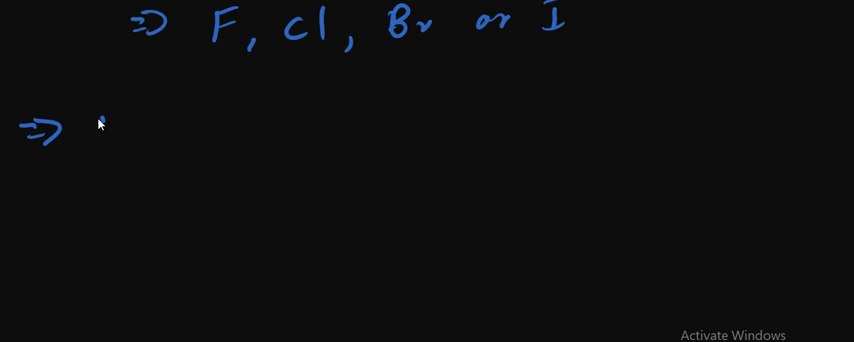 ⇒ F, Cl, Br or I
⇒
Activate Windows